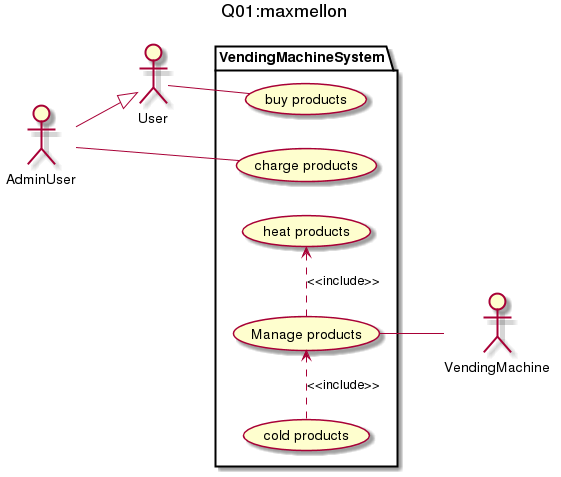 Q01:maxmellon
VendingMachineSystem
buy products
User
charge products
AdminUser
heat products
<<include>>
Manage products
VendingMachine
<<include>>
cold products